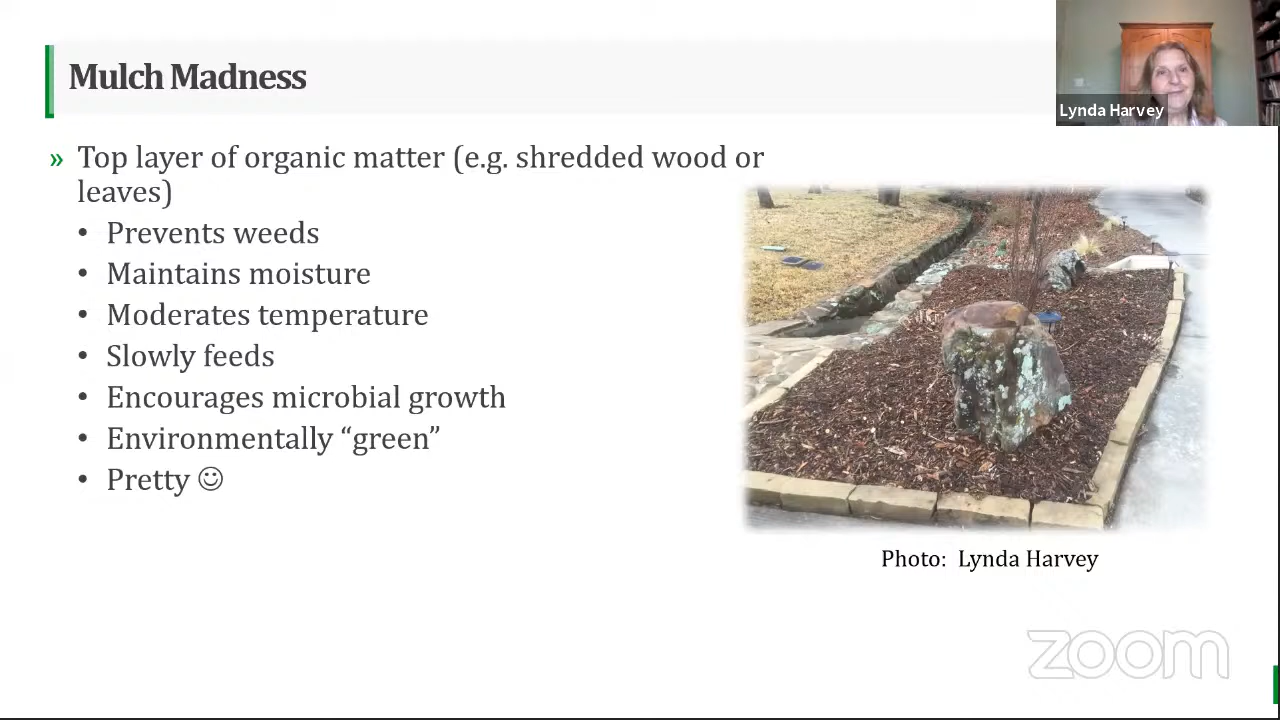 Mulch Madness
Lynda Harvey
» Top layer of organic matter (e.g. shredded wood or
leaves)
• Prevents weeds
• Maintains moisture
• Moderates temperature
• Slowly feeds
• Encourages microbial growth
• Environmentally “green”
• Pretty ☺
Photo: Lynda Harvey
zoom